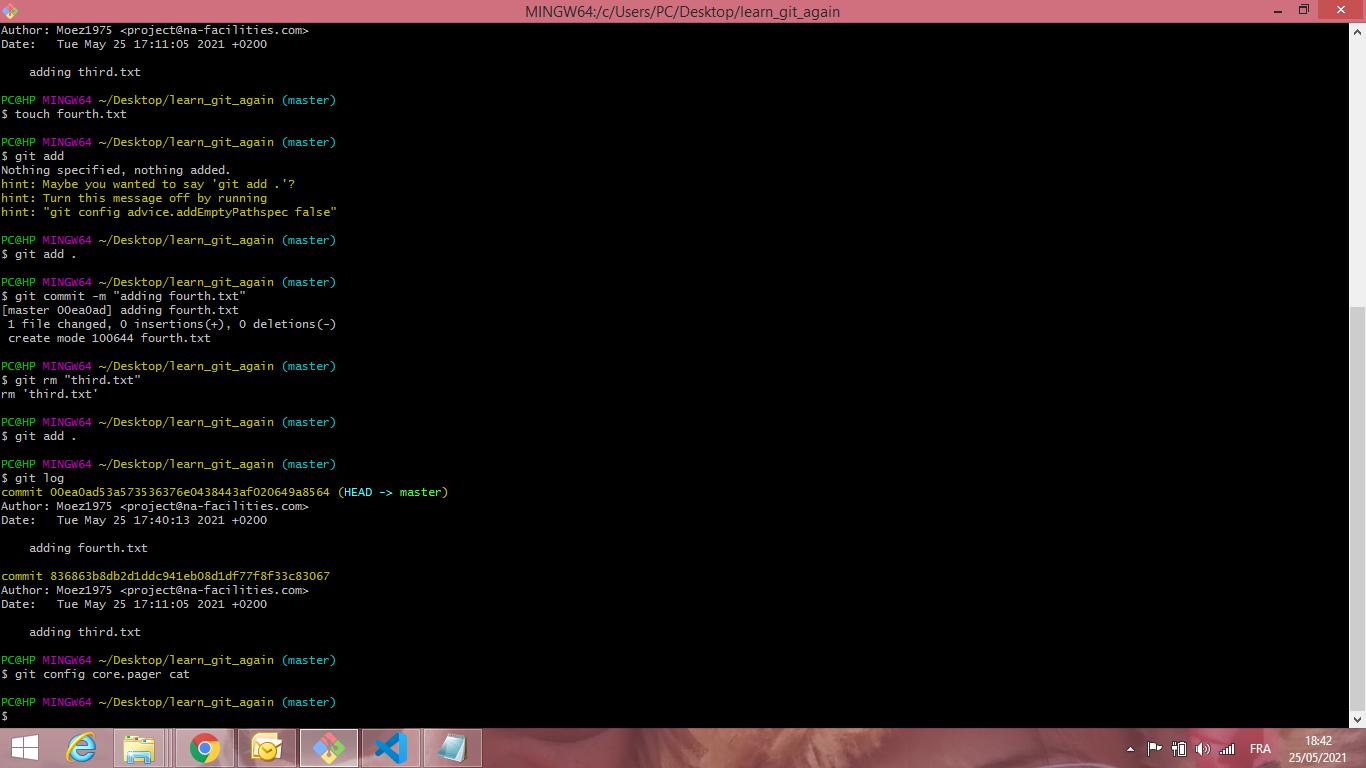 MINGW64:/c/Users/PC/Desktop/learn_git_again
Author: Moez1975 <project@na-facilities.com>
Date:   Tue May 25 17:11:05 2021 +0200
    adding third.txt
PC@HP MINGW64 ~/Desktop/learn_git_again (master)
$ touch fourth.txt
PC@HP MINGW64 ~/Desktop/learn_git_again (master)
$ git add
Nothing specified, nothing added.
hint: Maybe you wanted to say 'git add .'?
hint: Turn this message off by running
hint: "git config advice.addEmptyPathspec false"
PC@HP MINGW64 ~/Desktop/learn_git_again (master)
$ git add .
PC@HP MINGW64 ~/Desktop/learn_git_again (master)
$ git commit -m "adding fourth.txt"
[master 00ea0ad] adding fourth.txt
 1 file changed, 0 insertions(+), 0 deletions(-)
 create mode 100644 fourth.txt
PC@HP MINGW64 ~/Desktop/learn_git_again (master)
$ git rm "third.txt"
rm 'third.txt'
PC@HP MINGW64 ~/Desktop/learn_git_again (master)
$ git add .
PC@HP MINGW64 ~/Desktop/learn_git_again (master)
$ git log
commit 00ea0ad53a573536376e0438443af020649a8564 (HEAD -> master)
Author: Moez1975 <project@na-facilities.com>
Date:   Tue May 25 17:40:13 2021 +0200
    adding fourth.txt
commit 836863b8db2d1ddc941eb08d1df77f8f33c83067
Author: Moez1975 <project@na-facilities.com>
Date:   Tue May 25 17:11:05 2021 +0200
    adding third.txt
PC@HP MINGW64 ~/Desktop/learn_git_again (master)
$ git config core.pager cat
PC@HP MINGW64 ~/Desktop/learn_git_again (master)
$
FRA
18:42
25/05/2021